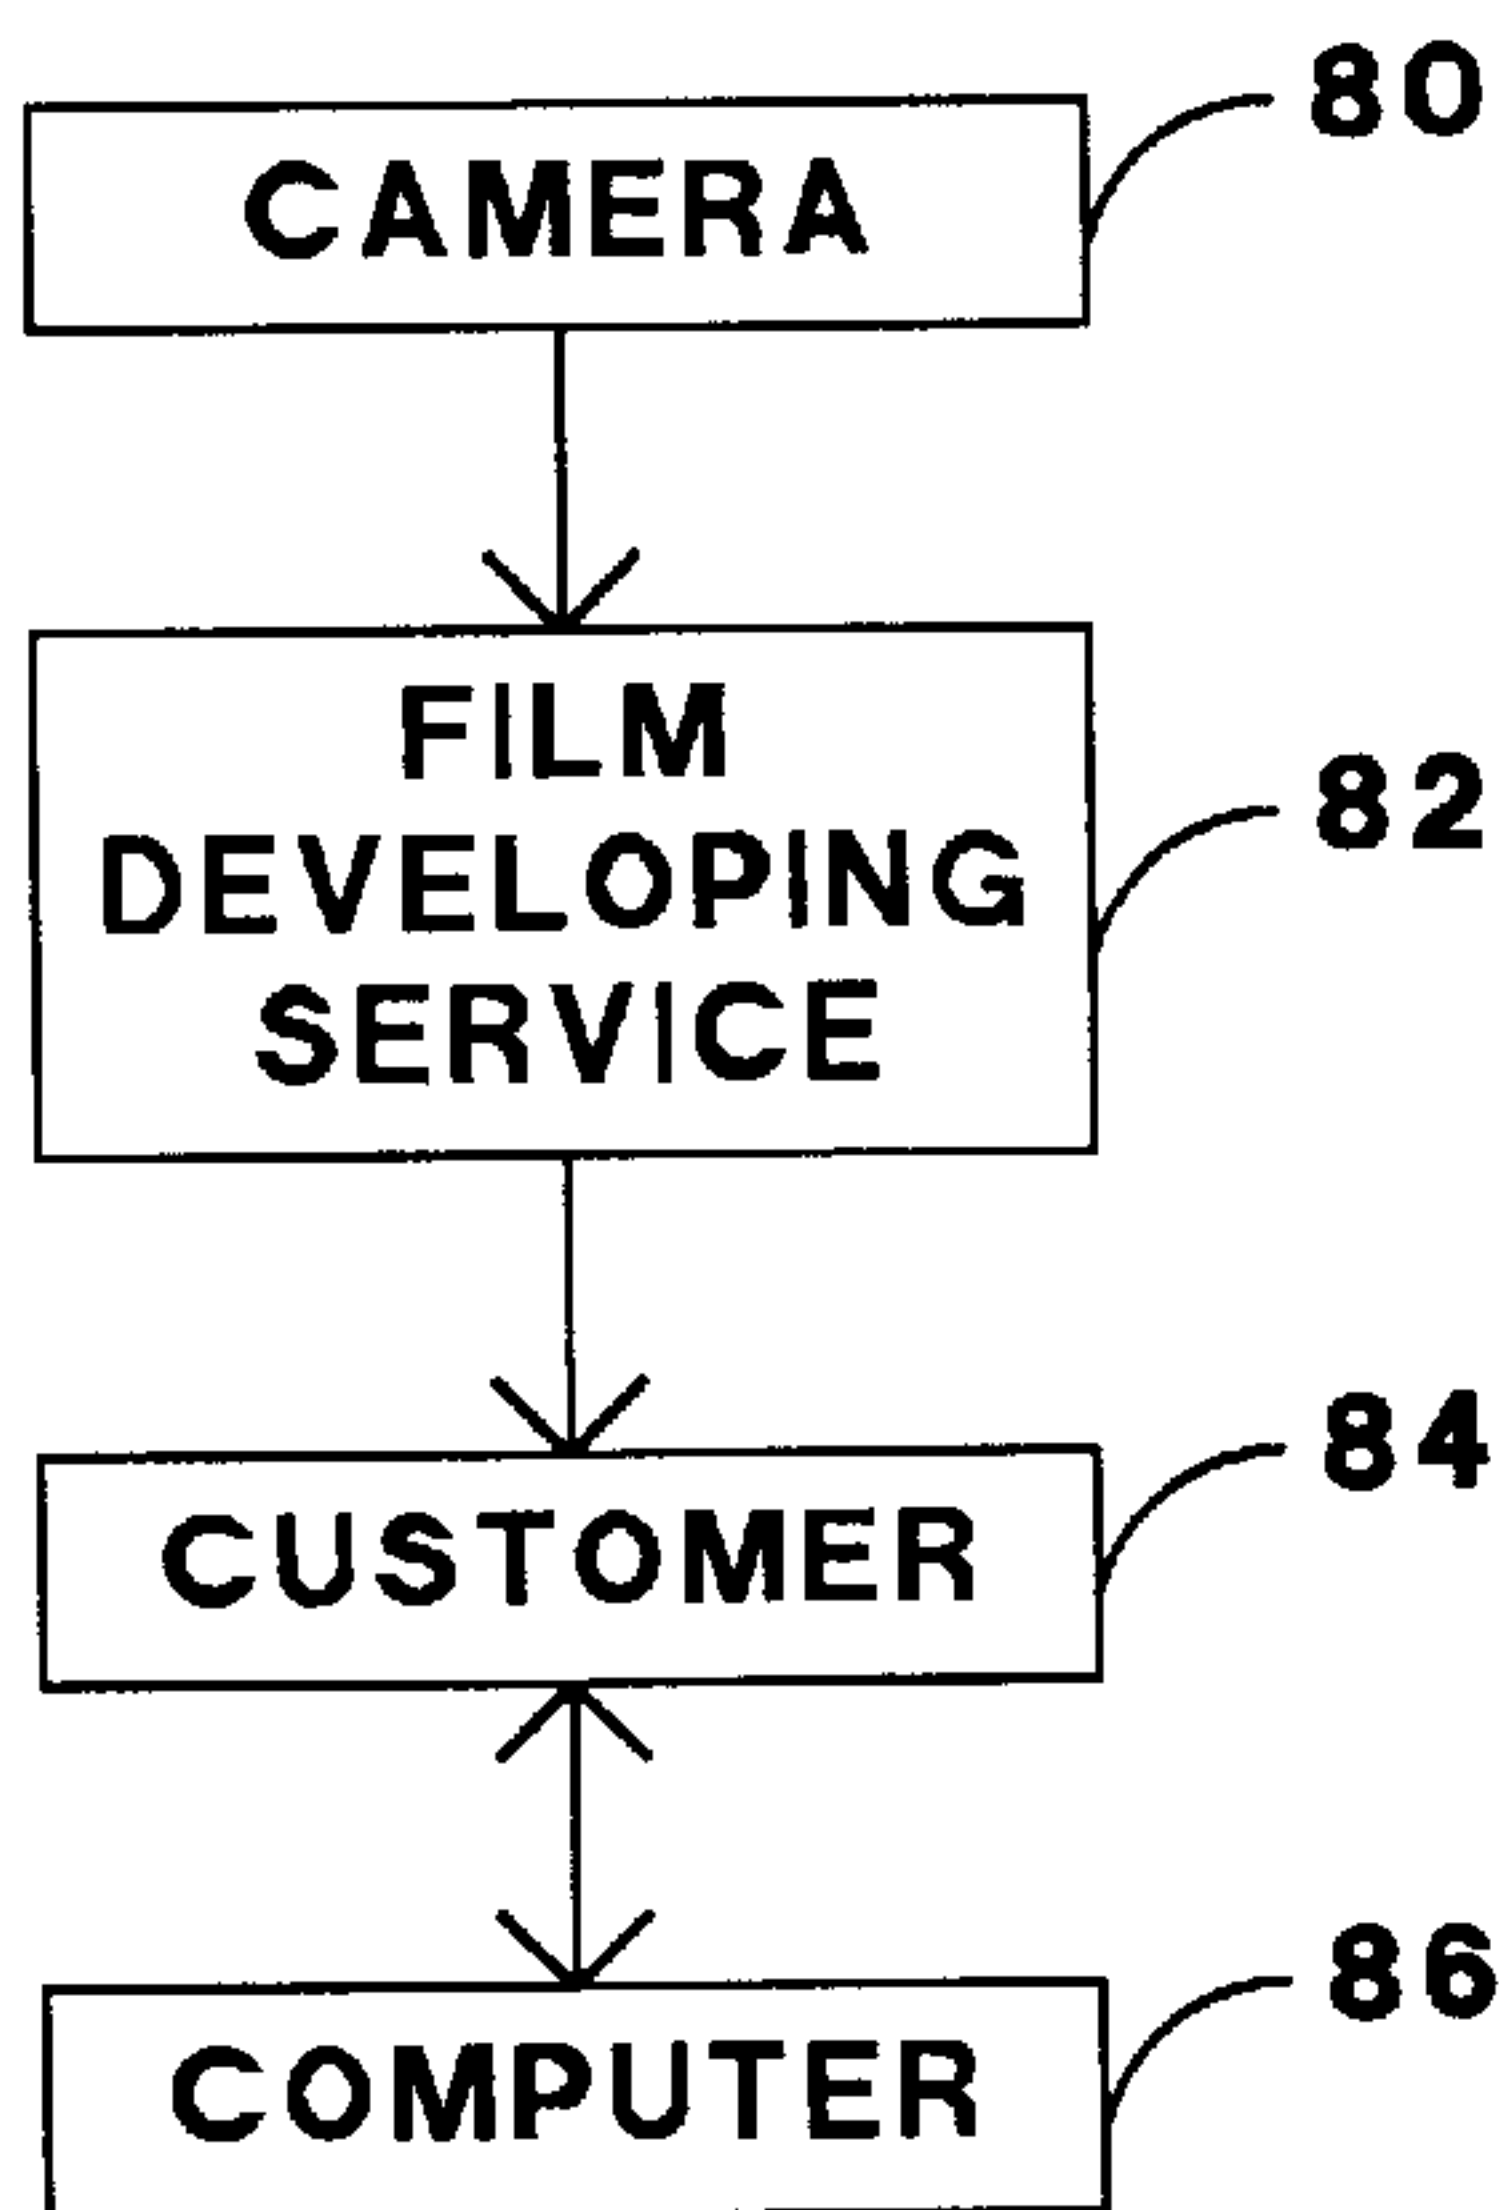 80
CAMERA
FILM
DEVELOPING
SERVICE
82
84
CUSTOMER
86
COMPUTER